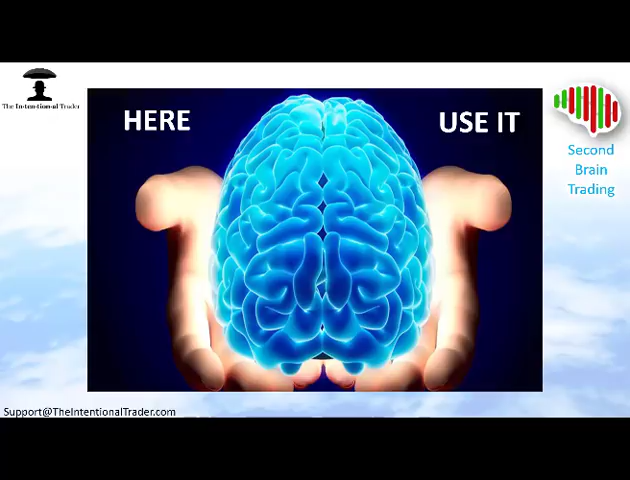 The Intentional Trader
HERE
USE IT
Second
Brain
Trading
Support@TheIntentionalTrader.com